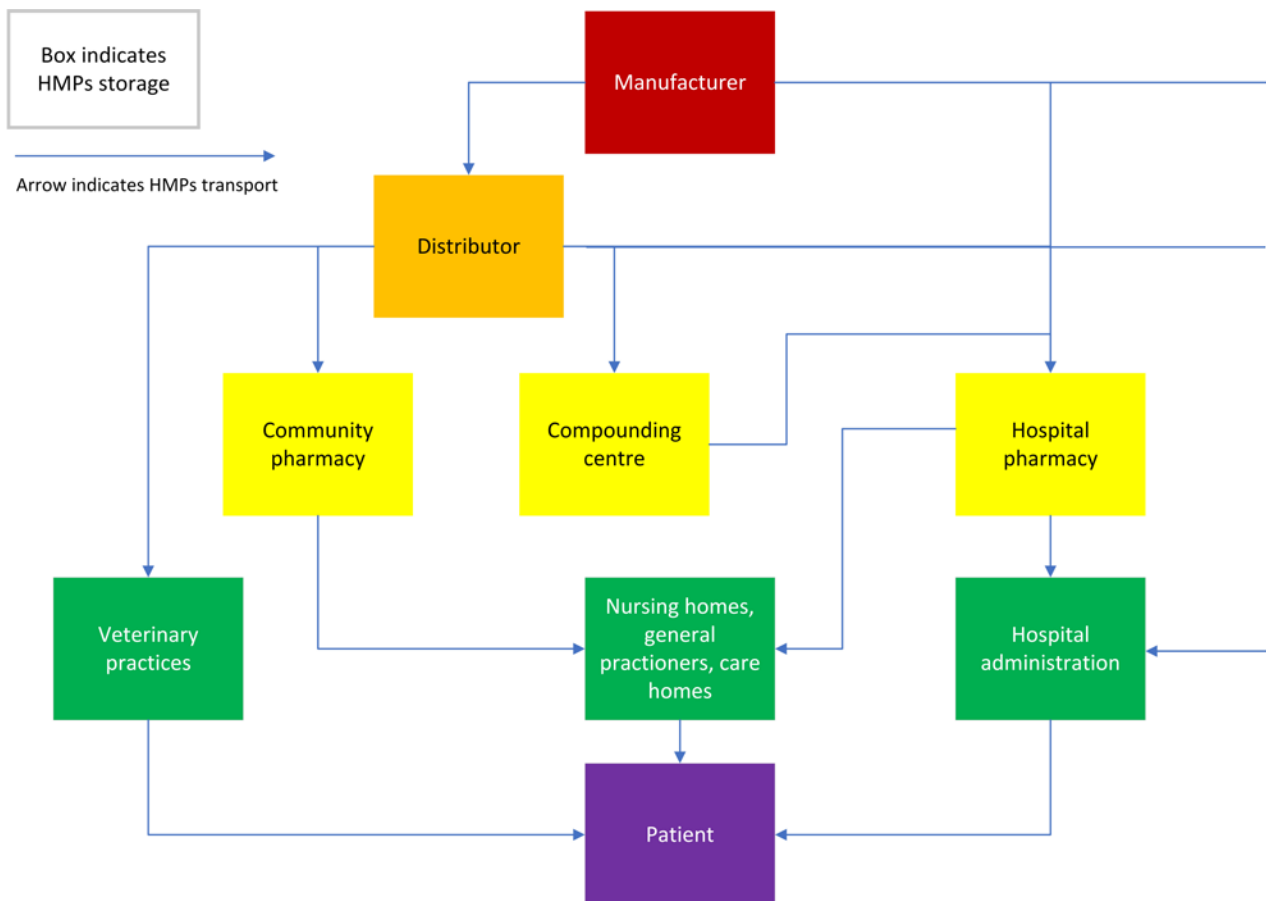 Box indicates
HMPs storage
Arrow indicates HMPs transport
Manufacturer
Distributor
Community
pharmacy
Compounding
centre
Hospital
pharmacy
Veterinary
practices
Nursing homes,
general
practioners, care
homes
Hospital
administration
Patient